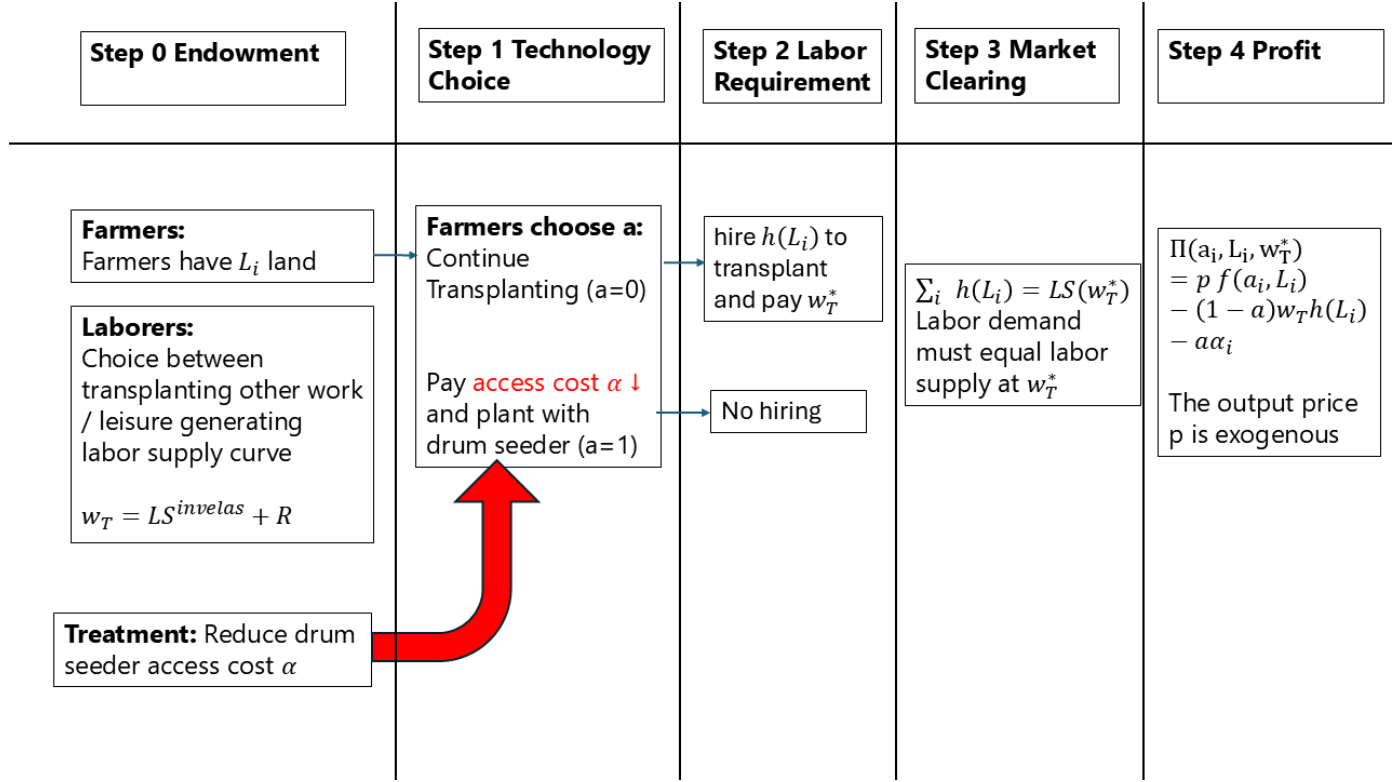 Step 0 Endowment
Step 1 Technology
Choice
Step 2 Labor
Requirement
Step 3 Market
Clearing
Step 4 Profit
Farmers:
Farmers have L_i land
Laborers:
Choice between
transplanting other work
/ leisure generating
labor supply curve
w_T = LS^{invelas} + R
Treatment: Reduce drum
seeder access cost α
Farmers choose a:
Continue
Transplanting (a=0)
Pay access cost α ↓
and plant with
drum seeder (a=1)
hire h(L_i) to
transplant
and pay w_T^*
No hiring
∑_i h(L_i) = LS(w_T^*)
Labor demand
must equal labor
supply at w_T^*
Π(a_i, L_i, w_T^*)
= p f(a_i, L_i)
− (1 − a)w_T h(L_i)
− aα_i
The output price
p is exogenous